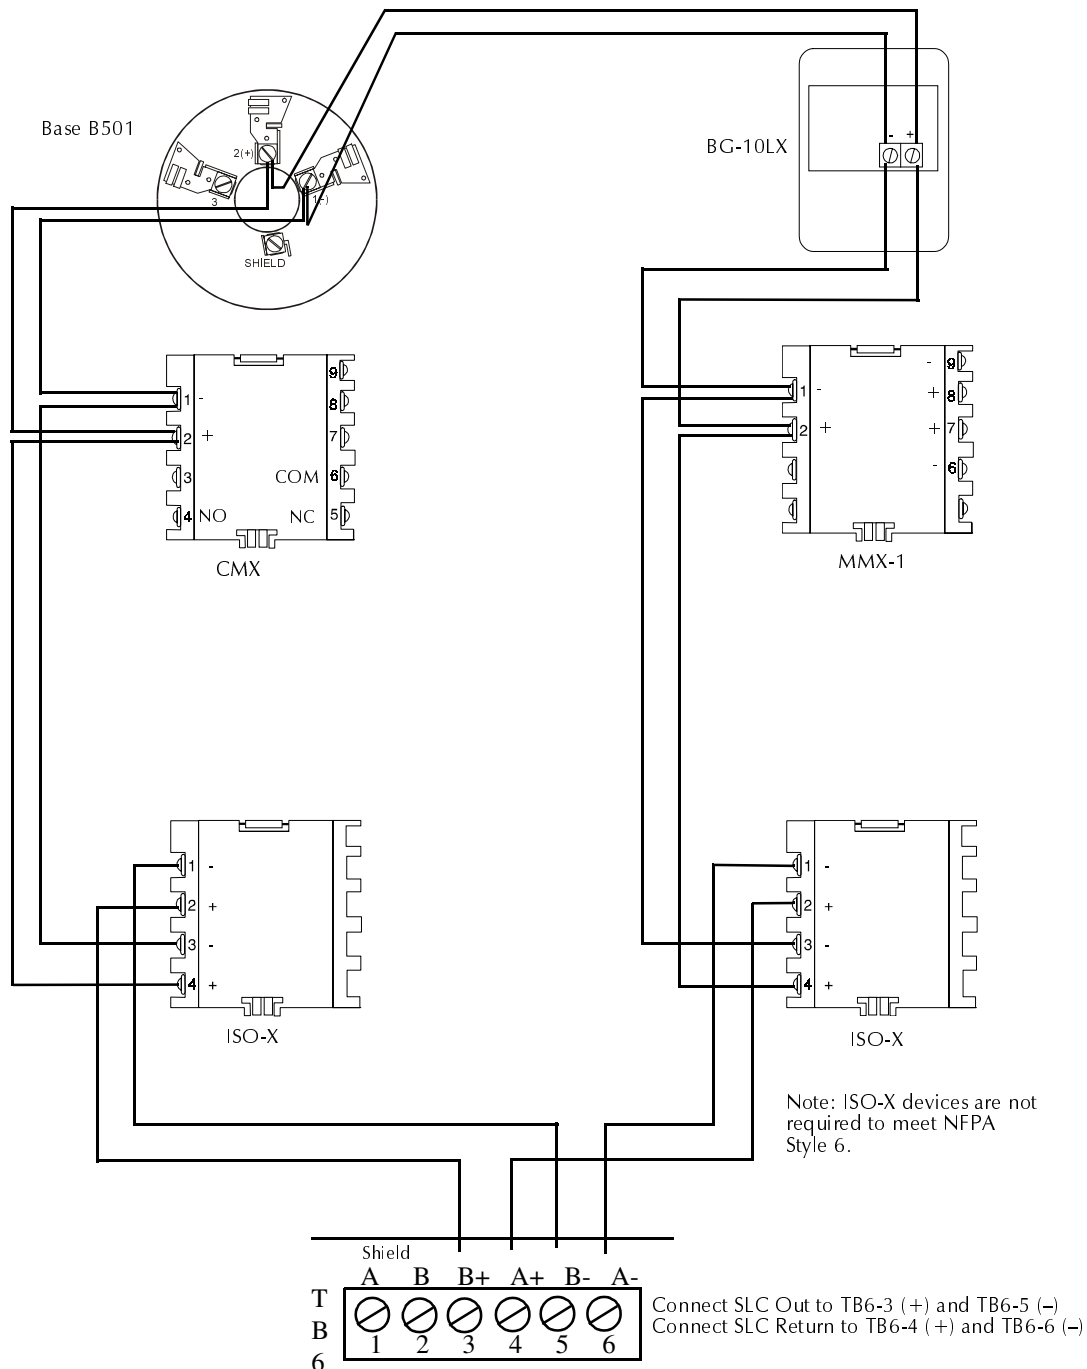 Base B501
2(+)
3
1(-)
SHIELD
BG-10LX
- +
9
1 -
8
2 +
7
3
COM 6
4 NO
NC 5
CMX
- 9
1 -
+ 8
2 +
+ 7
- 6
MMX-1
1 -
2 +
3 -
4 +
ISO-X
1 -
2 +
3 -
4 +
ISO-X
Note: ISO-X devices are not
required to meet NFPA
Style 6.
Shield
A B B+ A+ B- A-
T
B
6
1 2 3 4 5 6
Connect SLC Out to TB6-3 (+) and TB6-5 (–)
Connect SLC Return to TB6-4 (+) and TB6-6 (–)